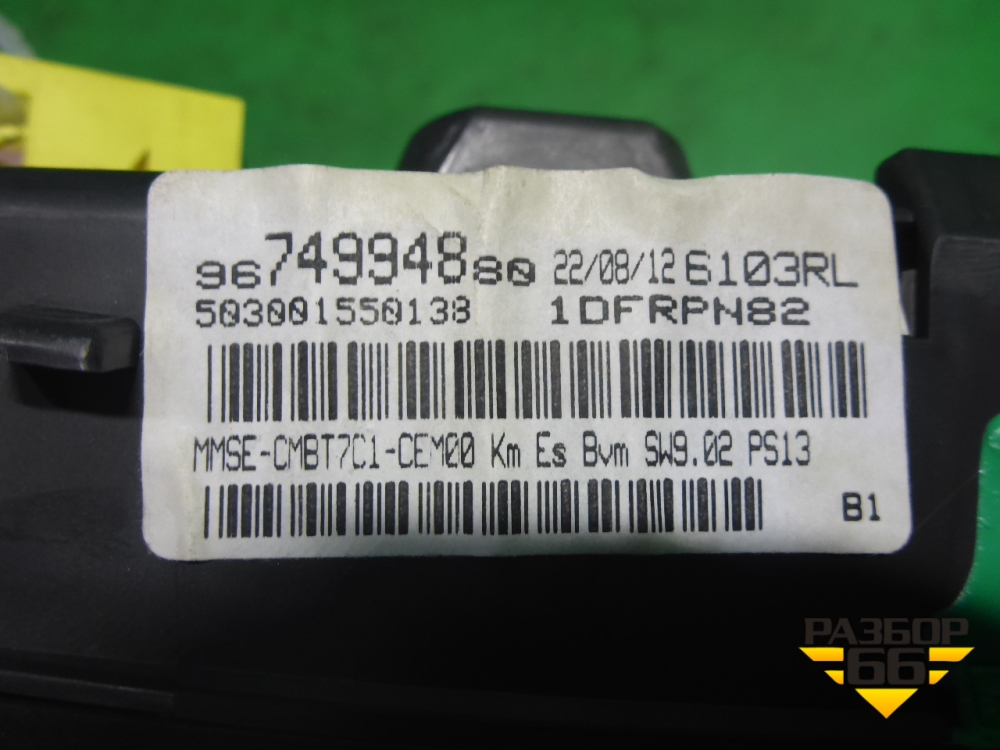 9674994880 22/08/12 6103RL
503001550138 1DFRPN82
MMSE-CMBT7C1-CEM00 Km Es Bvm SW9.02 PS13
B1
РАЗБОР
66